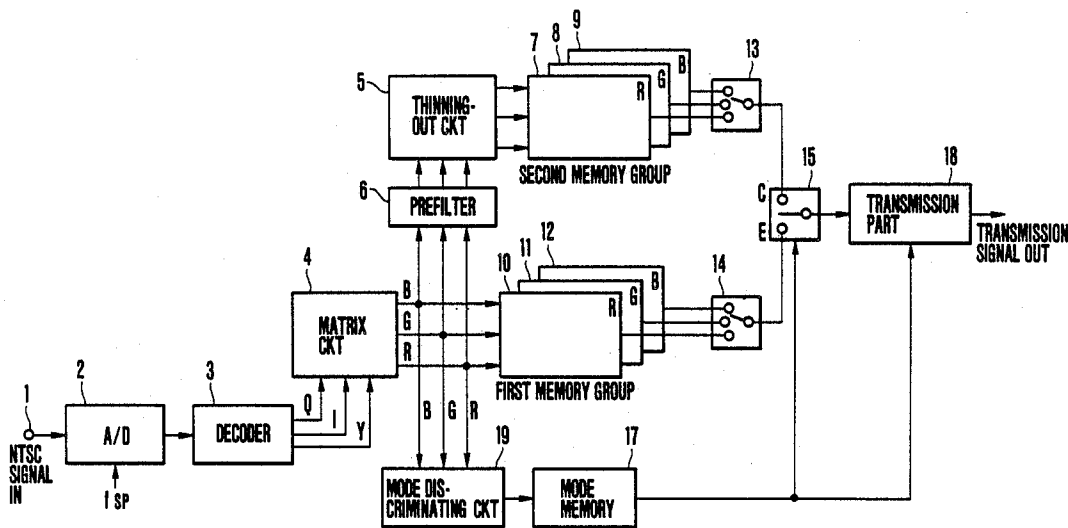 9
8
7
13
B
G
R
5
THINNING-
OUT CKT
SECOND MEMORY GROUP
15
18
C
E
TRANSMISSION
PART
TRANSMISSION
SIGNAL OUT
6
PREFILTER
12
11
10
14
B
G
R
4
MATRIX
CKT
B
G
R
FIRST MEMORY GROUP
1
2
3
Q
I
Y
B
G
R
NTSC
SIGNAL
IN
A/D
DECODER
f SP
19
17
MODE DIS-
CRIMINATING CKT
MODE
MEMORY